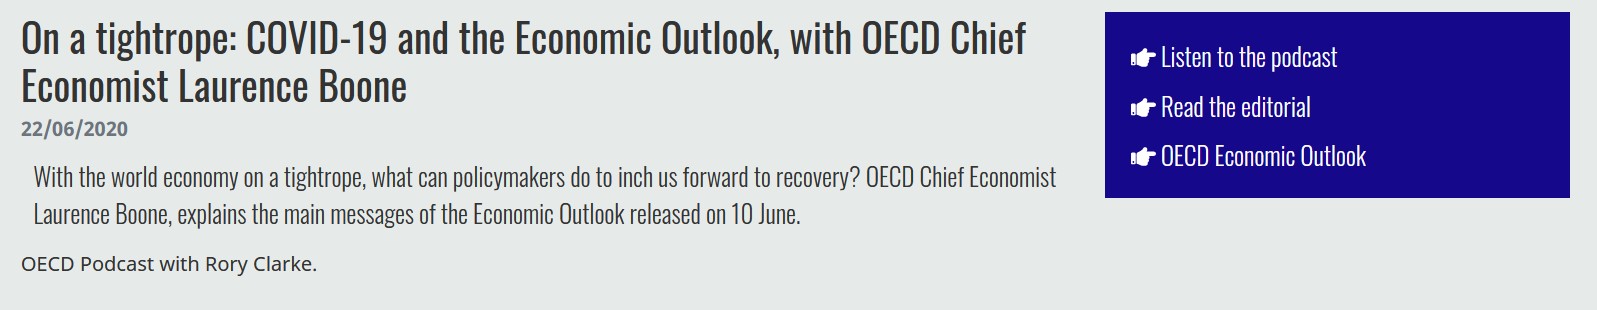 On a tightrope: COVID-19 and the Economic Outlook, with OECD Chief
Economist Laurence Boone
22/06/2020
With the world economy on a tightrope, what can policymakers do to inch us forward to recovery? OECD Chief Economist
Laurence Boone, explains the main messages of the Economic Outlook released on 10 June.
OECD Podcast with Rory Clarke.
Listen to the podcast
Read the editorial
OECD Economic Outlook